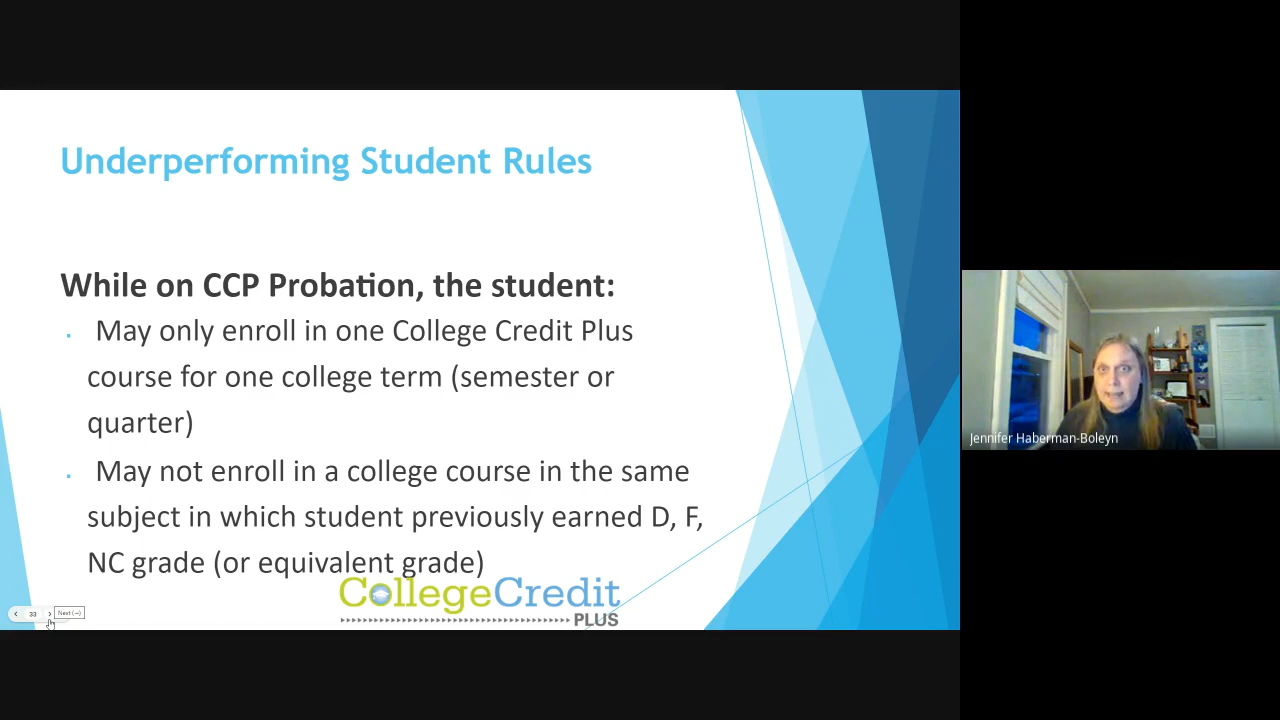 Underperforming Student Rules
While on CCP Probation, the student:
May only enroll in one College Credit Plus
course for one college term (semester or
quarter)
May not enroll in a college course in the same
subject in which student previously earned D, F,
NC grade (or equivalent grade)
CollegeCredit
PLUS
33
Next (→)
Jennifer Haberman-Boleyn